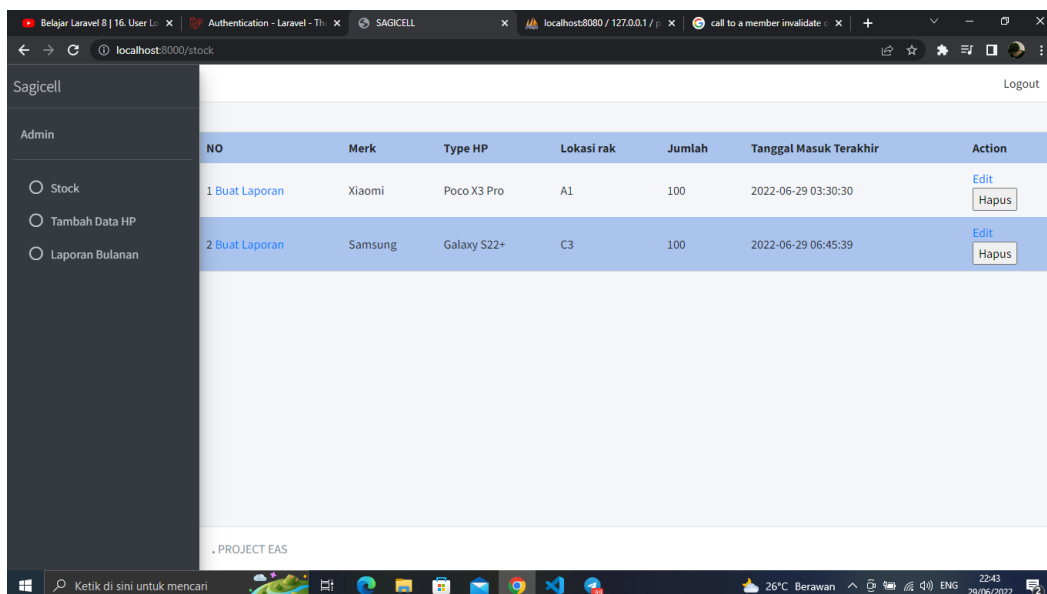 Belajar Laravel 8 | 16. User Lo
Authentication - Laravel - Th
SAGICELL
localhost:8080 / 127.0.0.1 / p
call to a member invalidate
localhost:8000/stock
Sagicell
Logout
Admin
Stock
Tambah Data HP
Laporan Bulanan
NO Merk Type HP Lokasi rak Jumlah Tanggal Masuk Terakhir Action
1 Buat Laporan Xiaomi Poco X3 Pro A1 100 2022-06-29 03:30:30 Edit
Hapus
2 Buat Laporan Samsung Galaxy S22+ C3 100 2022-06-29 06:45:39 Edit
Hapus
. PROJECT EAS
Ketik di sini untuk mencari
99
26°C Berawan
ENG
22:43
29/06/2022
2